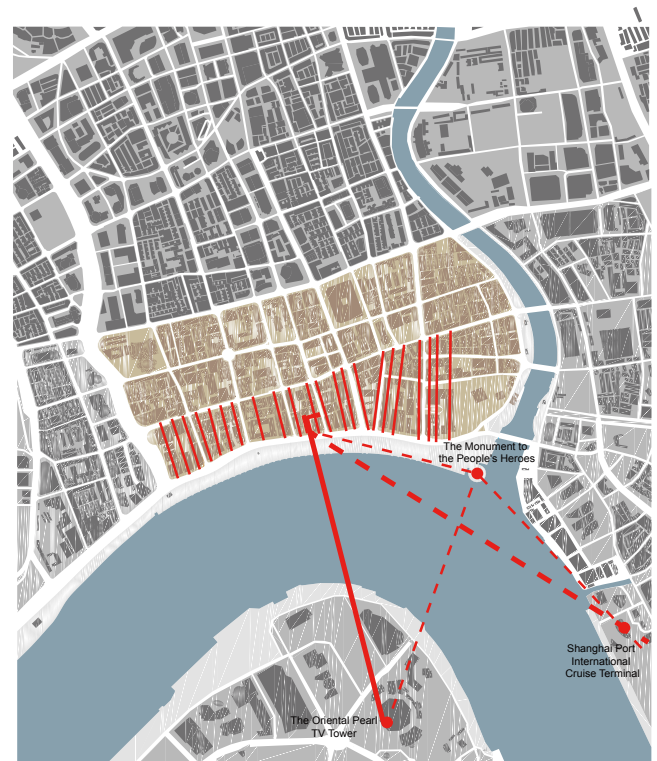 The Monument to
the People's Heroes
Shanghai Port
International
Cruise Terminal
The Oriental Pearl
TV Tower